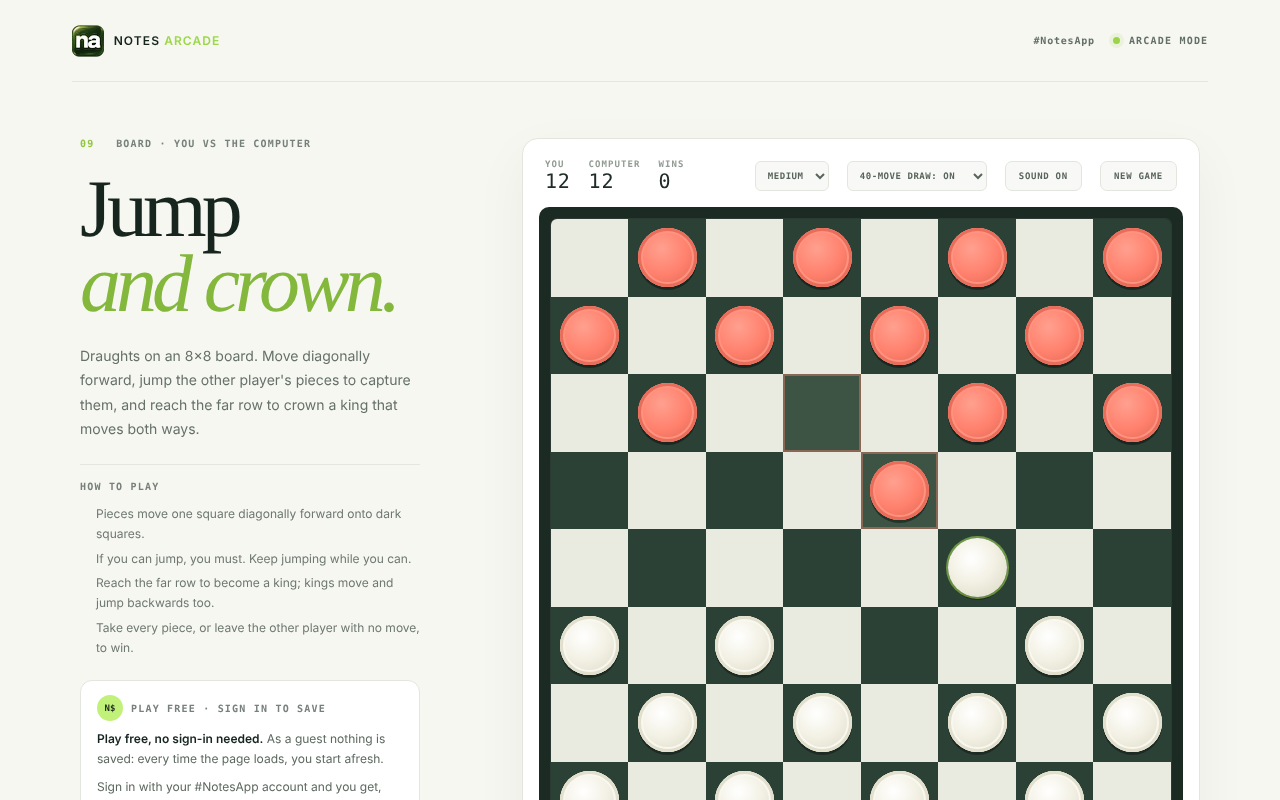 na NOTES ARCADE
#NotesApp ARCADE MODE
09 BOARD · YOU VS THE COMPUTER
Jump
and crown.
Draughts on an 8×8 board. Move diagonally
forward, jump the other player's pieces to capture
them, and reach the far row to crown a king that
moves both ways.
HOW TO PLAY
Pieces move one square diagonally forward onto dark
squares.
If you can jump, you must. Keep jumping while you can.
Reach the far row to become a king; kings move and
jump backwards too.
Take every piece, or leave the other player with no move,
to win.
N$ PLAY FREE · SIGN IN TO SAVE
Play free, no sign-in needed. As a guest nothing is
saved: every time the page loads, you start afresh.
Sign in with your #NotesApp account and you get,
YOU COMPUTER WINS
12 12 0
MEDIUM 40-MOVE DRAW: ON SOUND ON NEW GAME